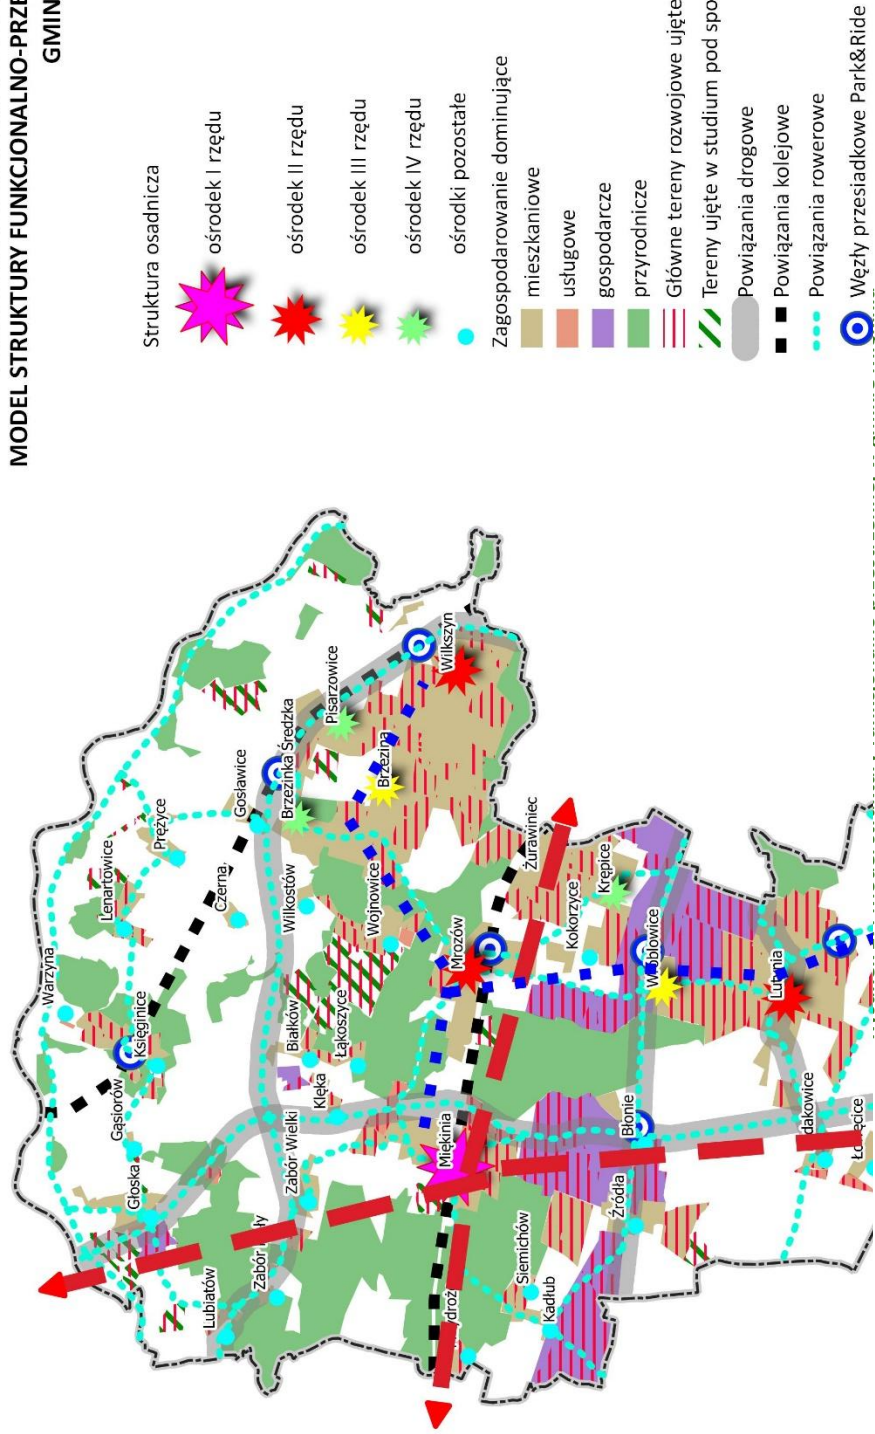 MODEL STRUKTURY FUNKCJONALNO-PRZE
GMIN
Struktura osadnicza
ośrodek I rzędu
ośrodek II rzędu
ośrodek III rzędu
ośrodek IV rzędu
ośrodki pozostałe
Zagospodarowanie dominujące
mieszkaniowe
usługowe
gospodarcze
przyrodnicze
Główne tereny rozwojowe ujęte
Tereny ujęte w studium pod spo
Powiązania drogowe
Powiązania kolejowe
Powiązania rowerowe
Węzły przesiadkowe Park&Ride
Warzyna
Lenartowice
Prężyce
Gąsiorów
Księginice
Głoska
Czerna
Gosławice
Brzezinka Średzka
Pisarzowice
Lubiatów
Zabór
Zabór Wielki
Białków
Wilkostów
Klęka
Łąkoszyce
Wojnowice
Brzezina
Wilkszyn
Miękinia
Mrozów
Żurawiniec
Siemichów
Kadłub
Kokorzyce
Krępice
Źródła
Błonie
Lutynia